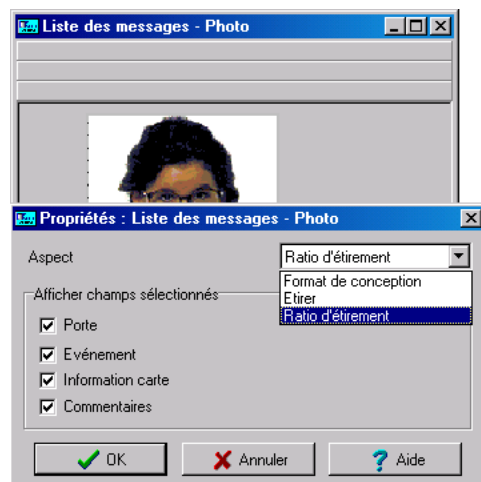 Liste des messages - Photo
Propriétés : Liste des messages - Photo
Aspect
Ratio d'étirement
Format de conception
Etirer
Ratio d'étirement
Afficher champs sélectionnés
Porte
Evénement
Information carte
Commentaires
OK
Annuler
Aide